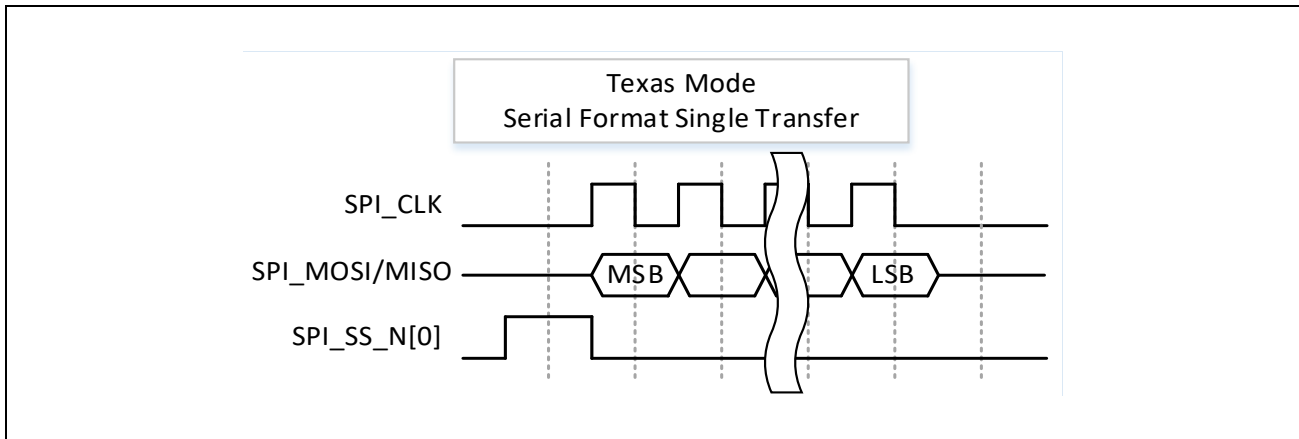 Texas Mode
Serial Format Single Transfer
SPI_CLK
SPI_MOSI/MISO
MSB
LSB
SPI_SS_N[0]